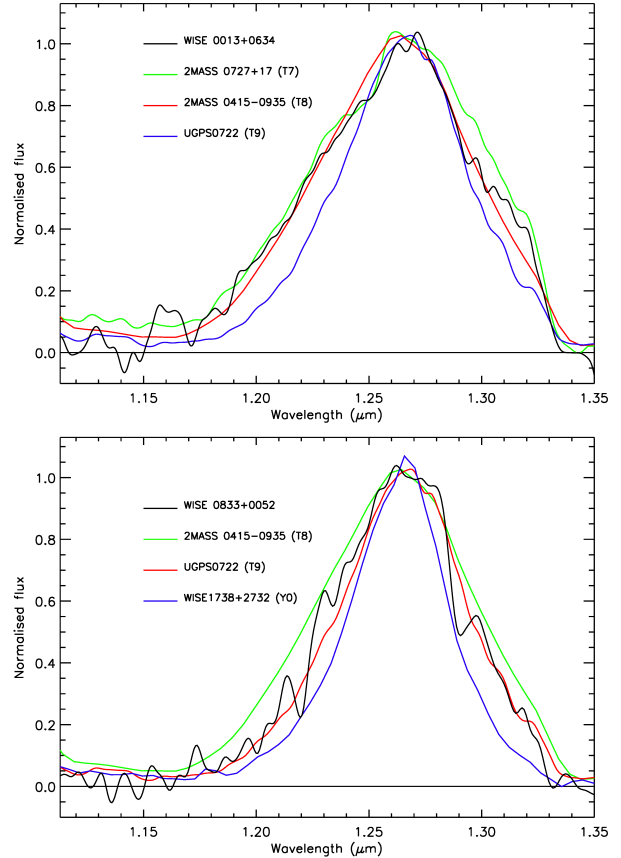 WISE 0013+0634
2MASS 0727+17 (T7)
2MASS 0415-0935 (T8)
UGPS0722 (T9)
Normalised flux
1.0
0.8
0.6
0.4
0.2
0.0
1.15 1.20 1.25 1.30 1.35
Wavelength (μm)
WISE 0833+0052
2MASS 0415-0935 (T8)
UGPS0722 (T9)
WISE1738+2732 (Y0)
Normalised flux
1.0
0.8
0.6
0.4
0.2
0.0
1.15 1.20 1.25 1.30 1.35
Wavelength (μm)